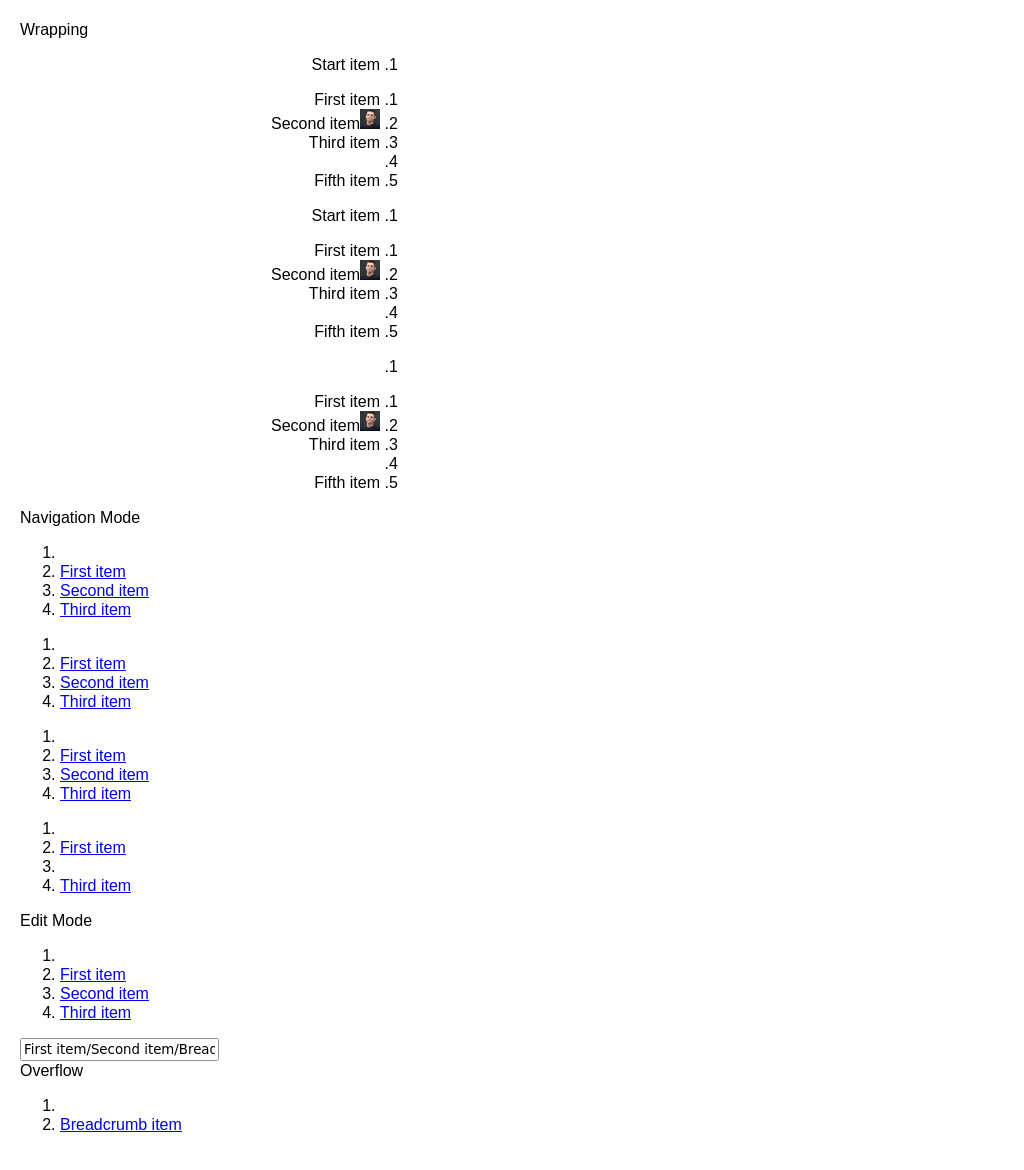 Wrapping
Start item .1
First item .1
Second item .2
Third item .3
.4
Fifth item .5
Start item .1
First item .1
Second item .2
Third item .3
.4
Fifth item .5
.1
First item .1
Second item .2
Third item .3
.4
Fifth item .5
Navigation Mode
1.
2. First item
3. Second item
4. Third item
1.
2. First item
3. Second item
4. Third item
1.
2. First item
3. Second item
4. Third item
1.
2. First item
3.
4. Third item
Edit Mode
1.
2. First item
3. Second item
4. Third item
First item/Second item/Bread
Overflow
1.
2. Breadcrumb item